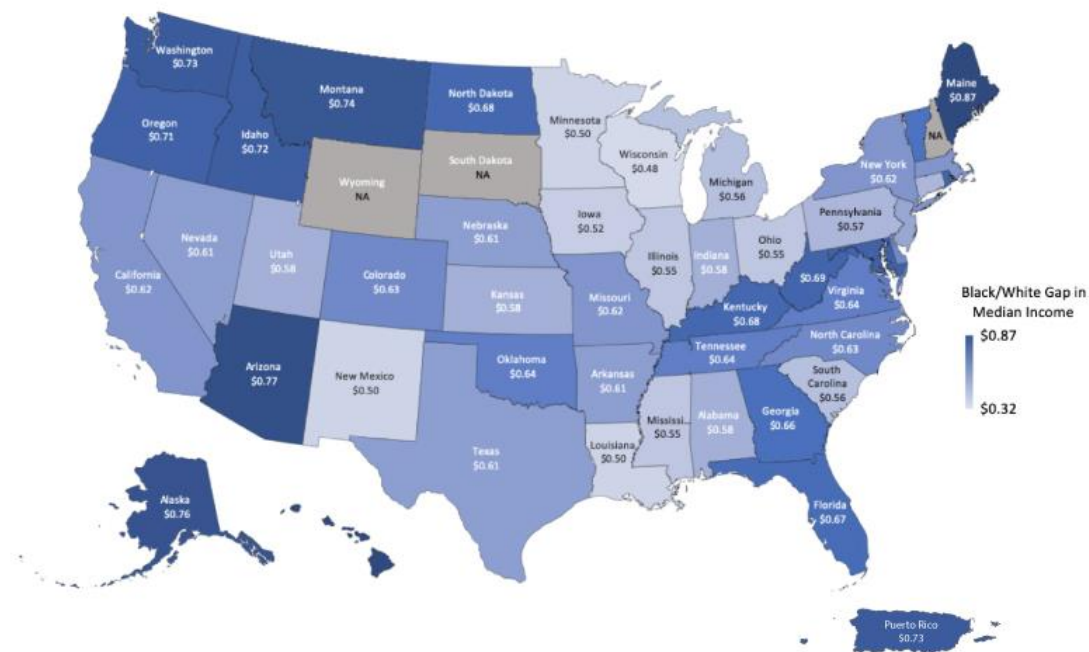 Washington
$0.73
Montana
$0.74
North Dakota
$0.68
Minnesota
$0.50
Maine
$0.87
Oregon
$0.71
Idaho
$0.72
Wyoming
NA
South Dakota
NA
Wisconsin
$0.48
Michigan
$0.56
New York
$0.62
NA
Nevada
$0.61
Utah
$0.58
Nebraska
$0.61
Iowa
$0.52
Illinois
$0.55
Indiana
$0.58
Ohio
$0.55
Pennsylvania
$0.57
California
$0.62
Colorado
$0.63
Kansas
$0.58
Missouri
$0.62
Kentucky
$0.68
$0.69
Virginia
$0.64
Arizona
$0.77
New Mexico
$0.50
Oklahoma
$0.64
Arkansas
$0.61
Tennessee
$0.64
North Carolina
$0.63
South
Carolina
$0.56
Texas
$0.61
Louisiana
$0.50
Mississi
$0.55
Alabama
$0.58
Georgia
$0.66
Florida
$0.67
Alaska
$0.76
Puerto Rico
$0.73
Black/White Gap in
Median Income
$0.87
$0.32